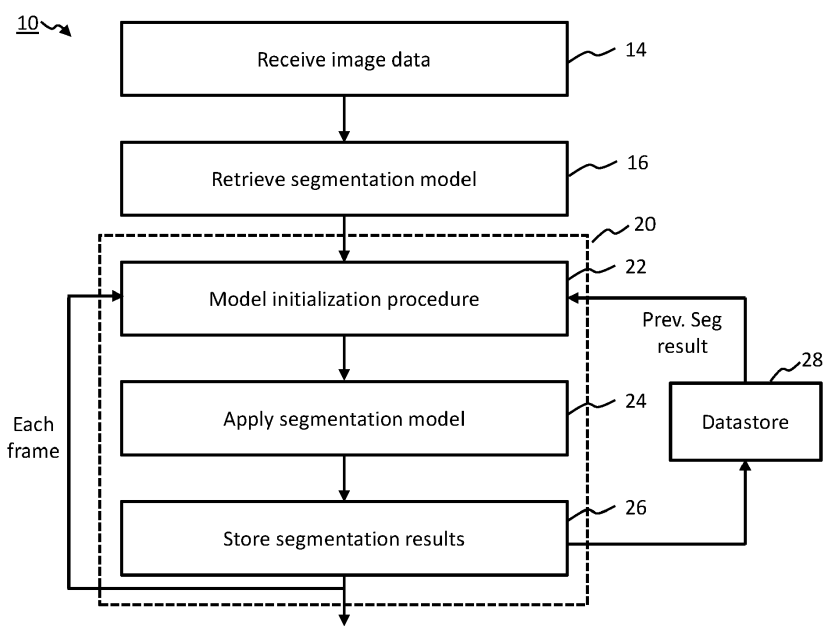 10
Receive image data
14
Retrieve segmentation model
16
20
Model initialization procedure
22
Prev. Seg
result
28
Each
frame
Apply segmentation model
24
Datastore
Store segmentation results
26